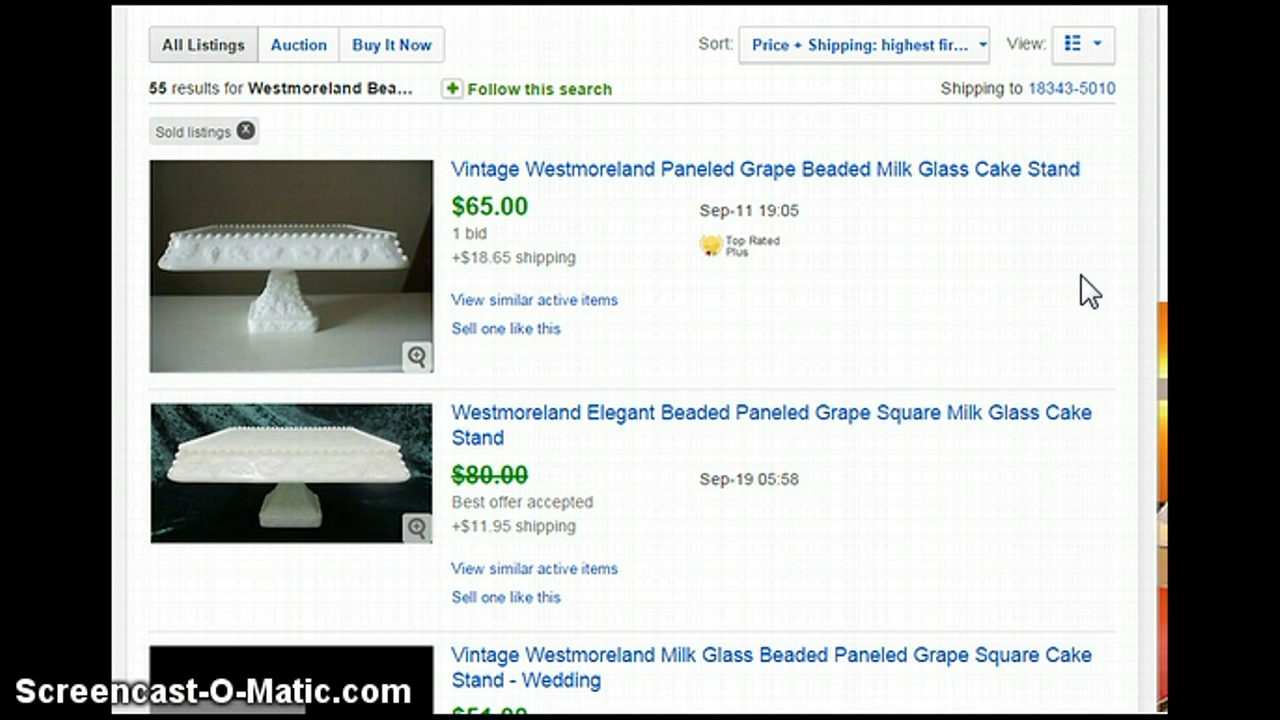 All Listings Auction Buy It Now Sort: Price + Shipping: highest fir... View:
55 results for Westmoreland Bea... Follow this search Shipping to 18343-5010
Sold listings X
Vintage Westmoreland Paneled Grape Beaded Milk Glass Cake Stand
$65.00 Sep-11 19:05
1 bid Top Rated
Plus
+$18.65 shipping
View similar active items
Sell one like this
Westmoreland Elegant Beaded Paneled Grape Square Milk Glass Cake
Stand
$80.00 Sep-19 05:58
Best offer accepted
+$11.95 shipping
View similar active items
Sell one like this
Vintage Westmoreland Milk Glass Beaded Paneled Grape Square Cake
Stand - Wedding
Screencast-O-Matic.com